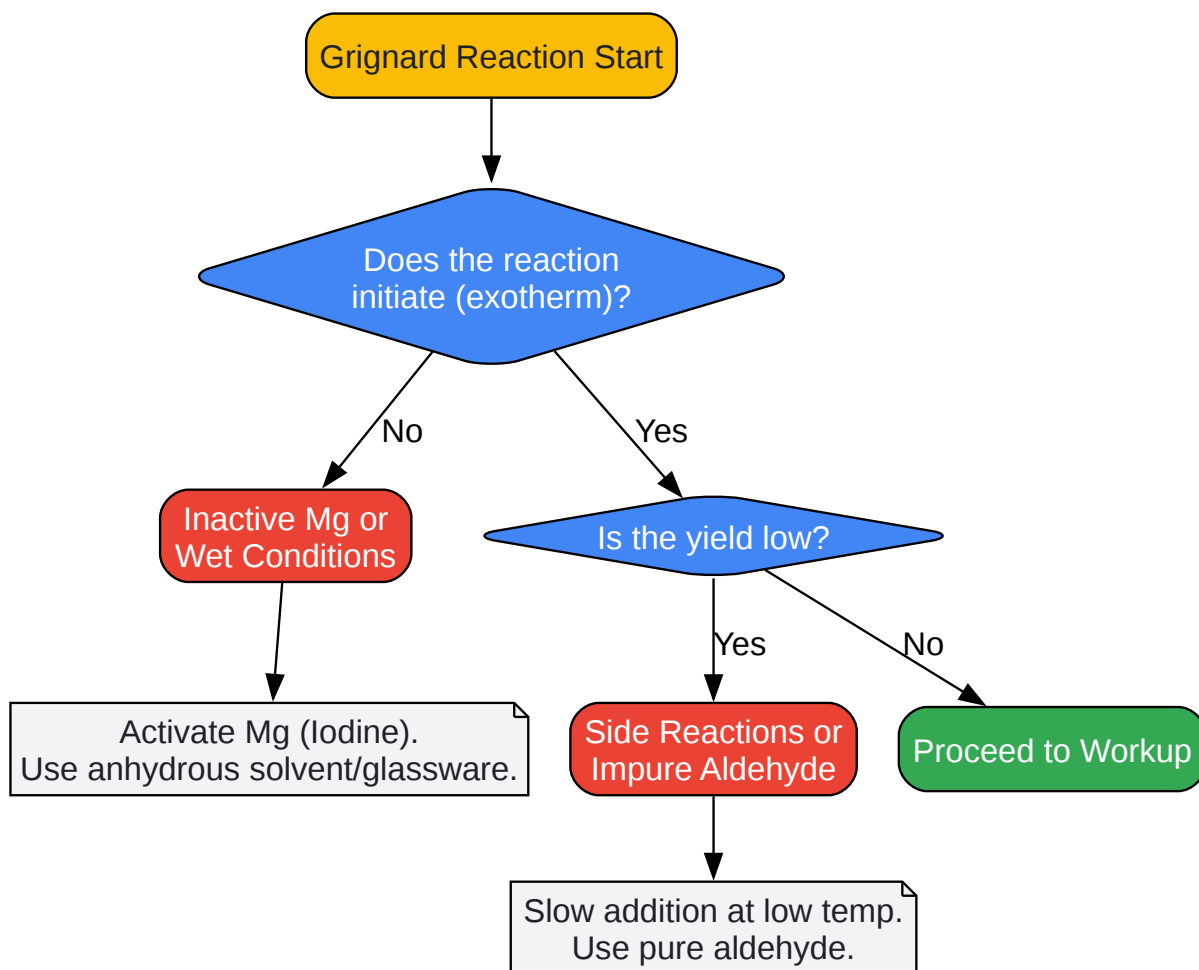 Grignard Reaction Start
Does the reaction
initiate (exotherm)?
No
Yes
Inactive Mg or
Wet Conditions
Is the yield low?
Yes
No
Activate Mg (Iodine).
Use anhydrous solvent/glassware.
Side Reactions or
Impure Aldehyde
Proceed to Workup
Slow addition at low temp.
Use pure aldehyde.